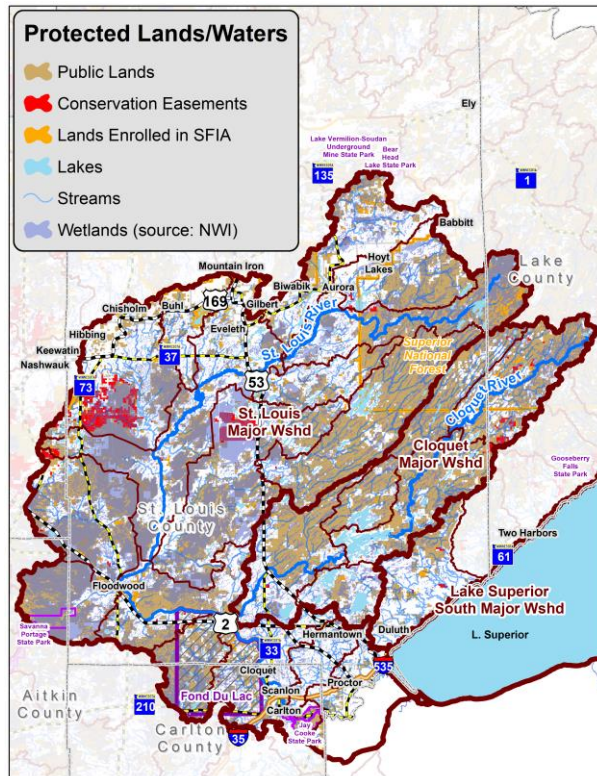 Protected Lands/Waters
Public Lands
Conservation Easements
Lands Enrolled in SFIA
Lakes
Streams
Wetlands (source: NWI)
Ely
Lake Vermilion-Soudan
Underground
Mine State Park
Bear
Head
Lake State Park
135
1
Babbitt
Hoyt
Lakes
Lake
County
Mountain Iron
Biwabik
Aurora
Buhl
169
Gilbert
Chisholm
Eveleth
Hibbing
St. Louis River
Keewatin
37
Nashwauk
Superior
National
Forest
53
73
Cloquet River
St. Louis
Major Wshd
Cloquet
Major Wshd
Gooseberry
Falls
State Park
St. Louis
County
Two Harbors
61
Floodwood
Lake Superior
South Major Wshd
2
Savanna
Portage
State Park
Hermantown
Duluth
L. Superior
33
535
Cloquet
Proctor
Aitkin
County
Fond Du Lac
Scanlon
210
Carlton
Carlton
County
Jay
Cooke
State Park
35